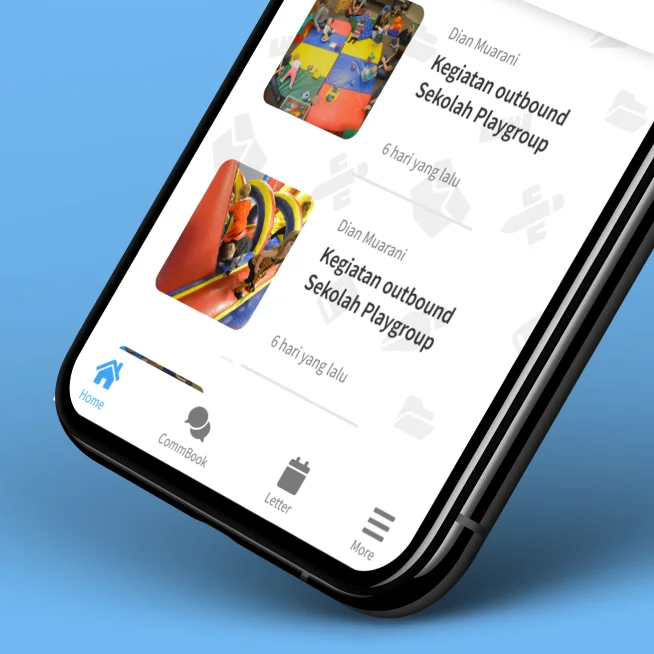 Dian Muarani
Kegiatan outbound
Sekolah Playgroup
6 hari yang lalu
Dian Muarani
Kegiatan outbound
Sekolah Playgroup
6 hari yang lalu
Home
CommBook
Letter
More